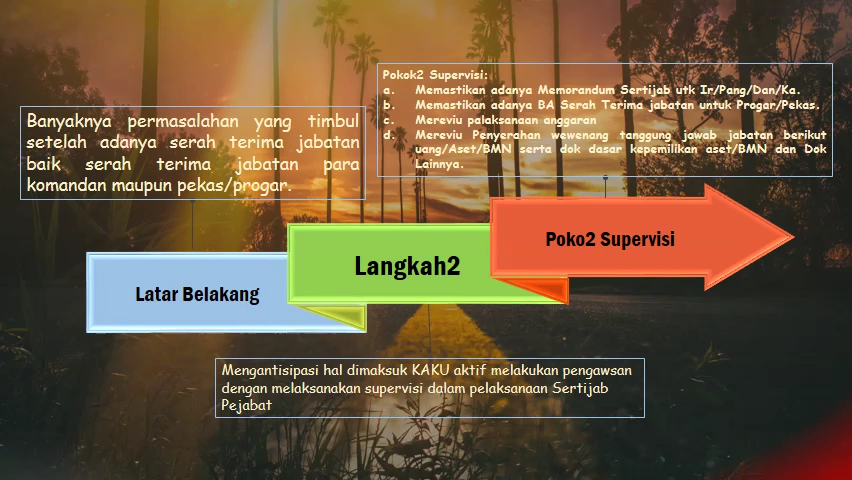 Banyaknya permasalahan yang timbul
setelah adanya serah terima jabatan
baik serah terima jabatan para
komandan maupun pekas/progar.
Pokok2 Supervisi:
a. Memastikan adanya Memorandum Sertijab utk Ir/Pang/Dan/Ka.
b. Memastikan adanya BA Serah Terima jabatan untuk Progar/Pekas.
c. Mereviu palaksanaan anggaran
d. Mereviu Penyerahan wewenang tanggung jawab jabatan berikut
uang/Aset/BMN serta dok dasar kepemilikan aset/BMN dan Dok
Lainnya.
Latar Belakang
Langkah2
Poko2 Supervisi
Mengantisipasi hal dimaksuk KAKU aktif melakukan pengawsan
dengan melaksanakan supervisi dalam pelaksanaan Sertijab
Pejabat